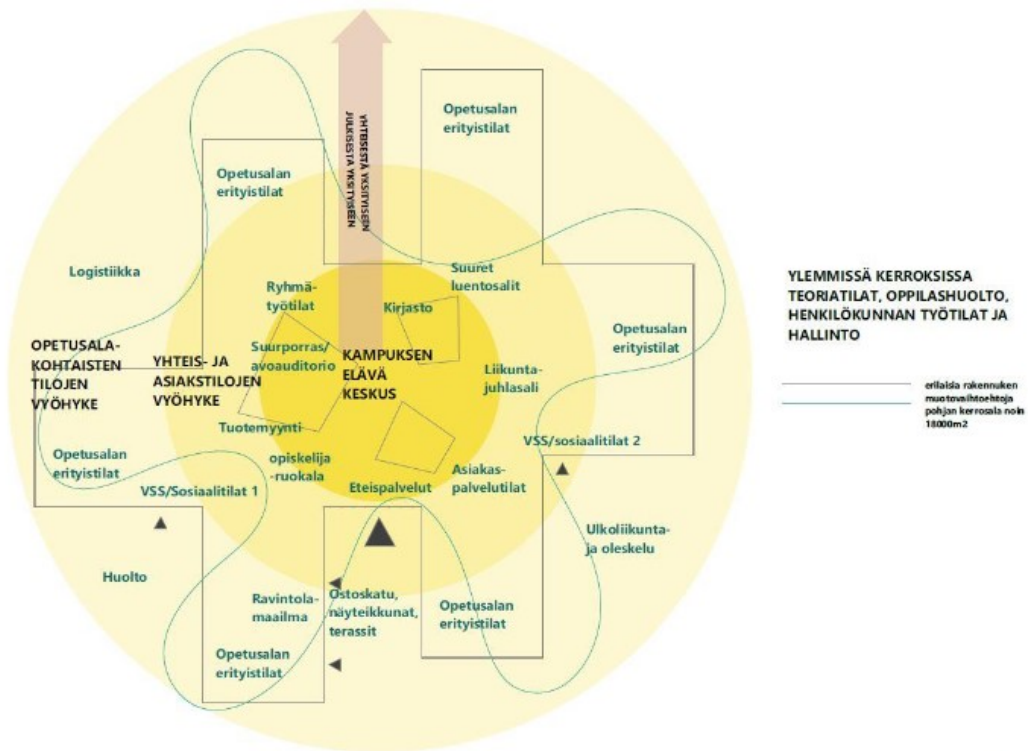 YHTEISESTÄ YKSITYISEEN
JULKISESTA YKSITYISEEN
Opetusalan
erityistilat
Opetusalan
erityistilat
Logistiikka
Ryhmä-
työtilat
Suuret
luentosalit
Kirjasto
Opetusalan
erityistilat
OPETUSALA-
KOHTAISTEN
TILOJEN
VYÖHYKE
YHTEIS- JA
ASIAKSTILOJEN
VYÖHYKE
Suurporras/
avoauditorio
KAMPUKSEN
ELÄVÄ
KESKUS
Liikunta-
juhlasali
Tuotemyynti
VSS/sosiaalitilat 2
opiskelija
-ruokala
Opetusalan
erityistilat
VSS/Sosiaalitilat 1
Eteispalvelut
Asiakas-
palvelutilat
Ulkoliikunta-
ja oleskelu
Huolto
Ravintola-
maailma
Ostoskatu,
näyteikkunat,
terassit
Opetusalan
erityistilat
Opetusalan
erityistilat
YLEMMISSÄ KERROKSISSA
TEORIATILAT, OPPILASHUOLTO,
HENKILÖKUNNAN TYÖTILAT JA
HALLINTO
erilaisia rakennuken
muotovaihtoehtoja
pohjan kerrosala noin
18000m2